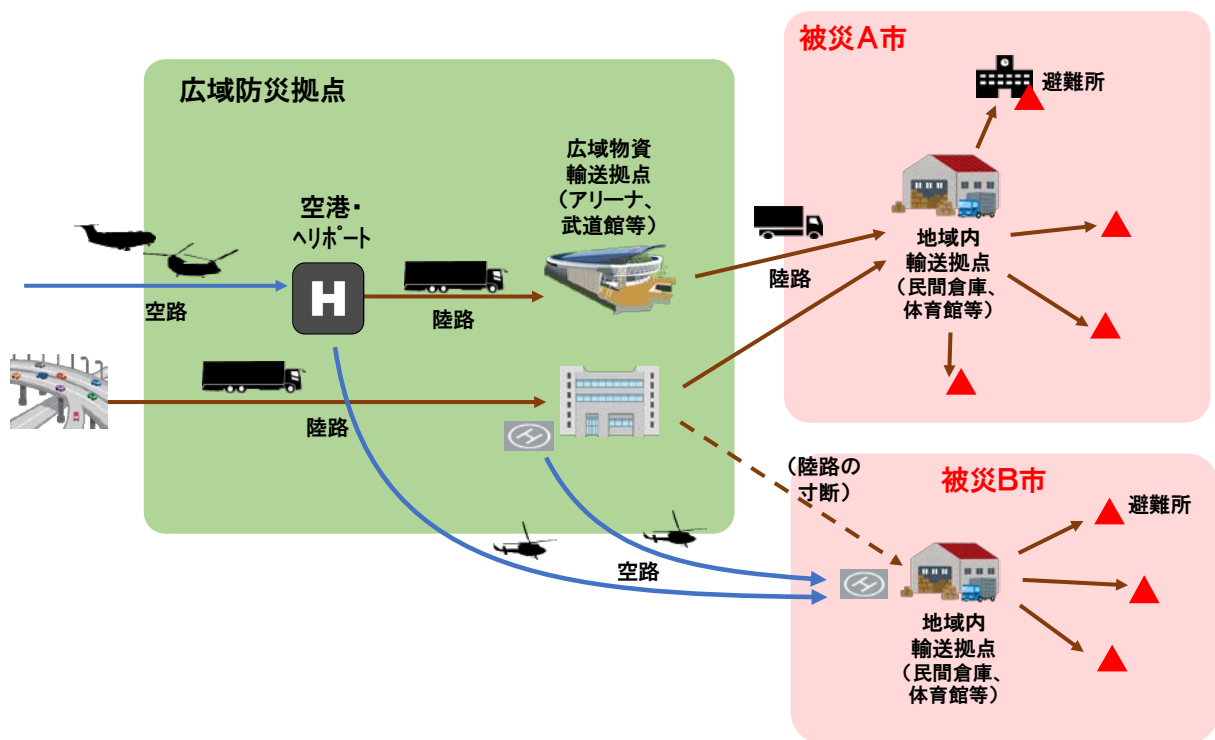 被災A市
広域防災拠点
避難所
広域物資
輸送拠点
（アリーナ、
武道館等）
空港・
ヘリポート
H
空路
陸路
陸路
地域内
輸送拠点
（民間倉庫、
体育館等）
陸路
H
（陸路の
寸断）
被災B市
避難所
空路
H
地域内
輸送拠点
（民間倉庫、
体育館等）